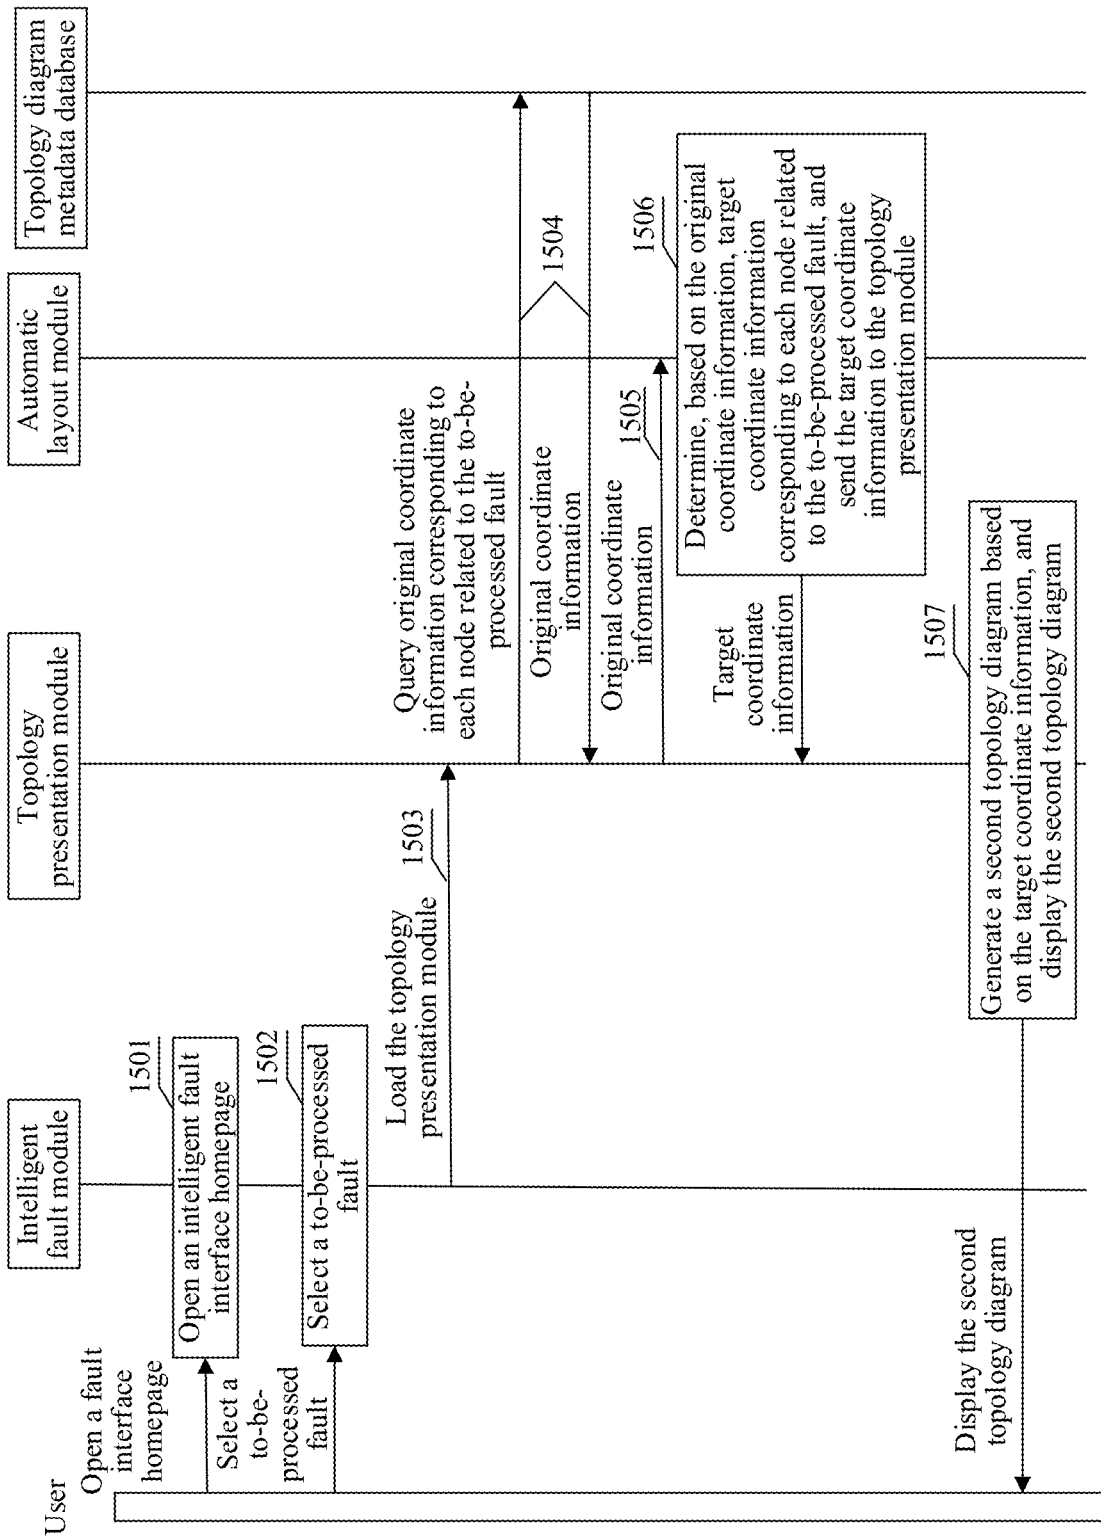 User
Intelligent
fault module
Topology
presentation module
Automatic
layout module
Topology diagram
metadata database
Open a fault
interface
homepage
1501
Open an intelligent fault
interface homepage
Select a
to-be-
processed
fault
1502
Select a to-be-processed
fault
Load the topology
presentation module
1503
Query original coordinate
information corresponding to
each node related to the to-be-
processed fault
1504
Original coordinate
information
Original coordinate
information
1505
1506
Determine, based on the original
coordinate information, target
coordinate information
corresponding to each node related
to the to-be-processed fault, and
send the target coordinate
information to the topology
presentation module
Target
coordinate
information
1507
Generate a second topology diagram based
on the target coordinate information, and
display the second topology diagram
Display the second
topology diagram